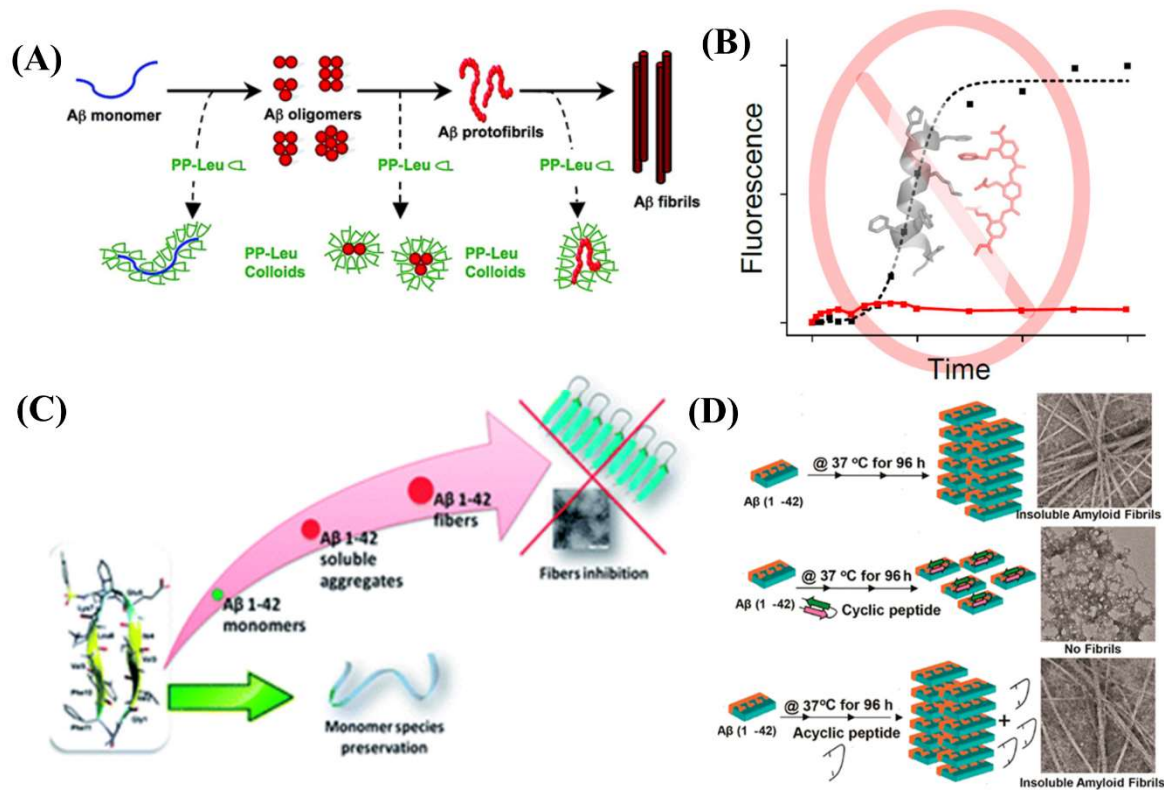 (A)
Aβ monomer
Aβ oligomers
Aβ protofibrils
Aβ fibrils
PP-Leu
PP-Leu
PP-Leu
PP-Leu
Colloids
PP-Leu
Colloids
(B)
Fluorescence
Time
(C)
Aβ 1-42
monomers
Aβ 1-42
soluble
aggregates
Aβ 1-42
fibers
Fibers inhibition
Monomer species
preservation
(D)
Aβ (1 -42)
@ 37 ºC for 96 h
Insoluble Amyloid Fibrils
Aβ (1 -42)
@ 37 ºC for 96 h
Cyclic peptide
No Fibrils
Aβ (1 -42)
@ 37ºC for 96 h
Acyclic peptide
+
Insoluble Amyloid Fibrils